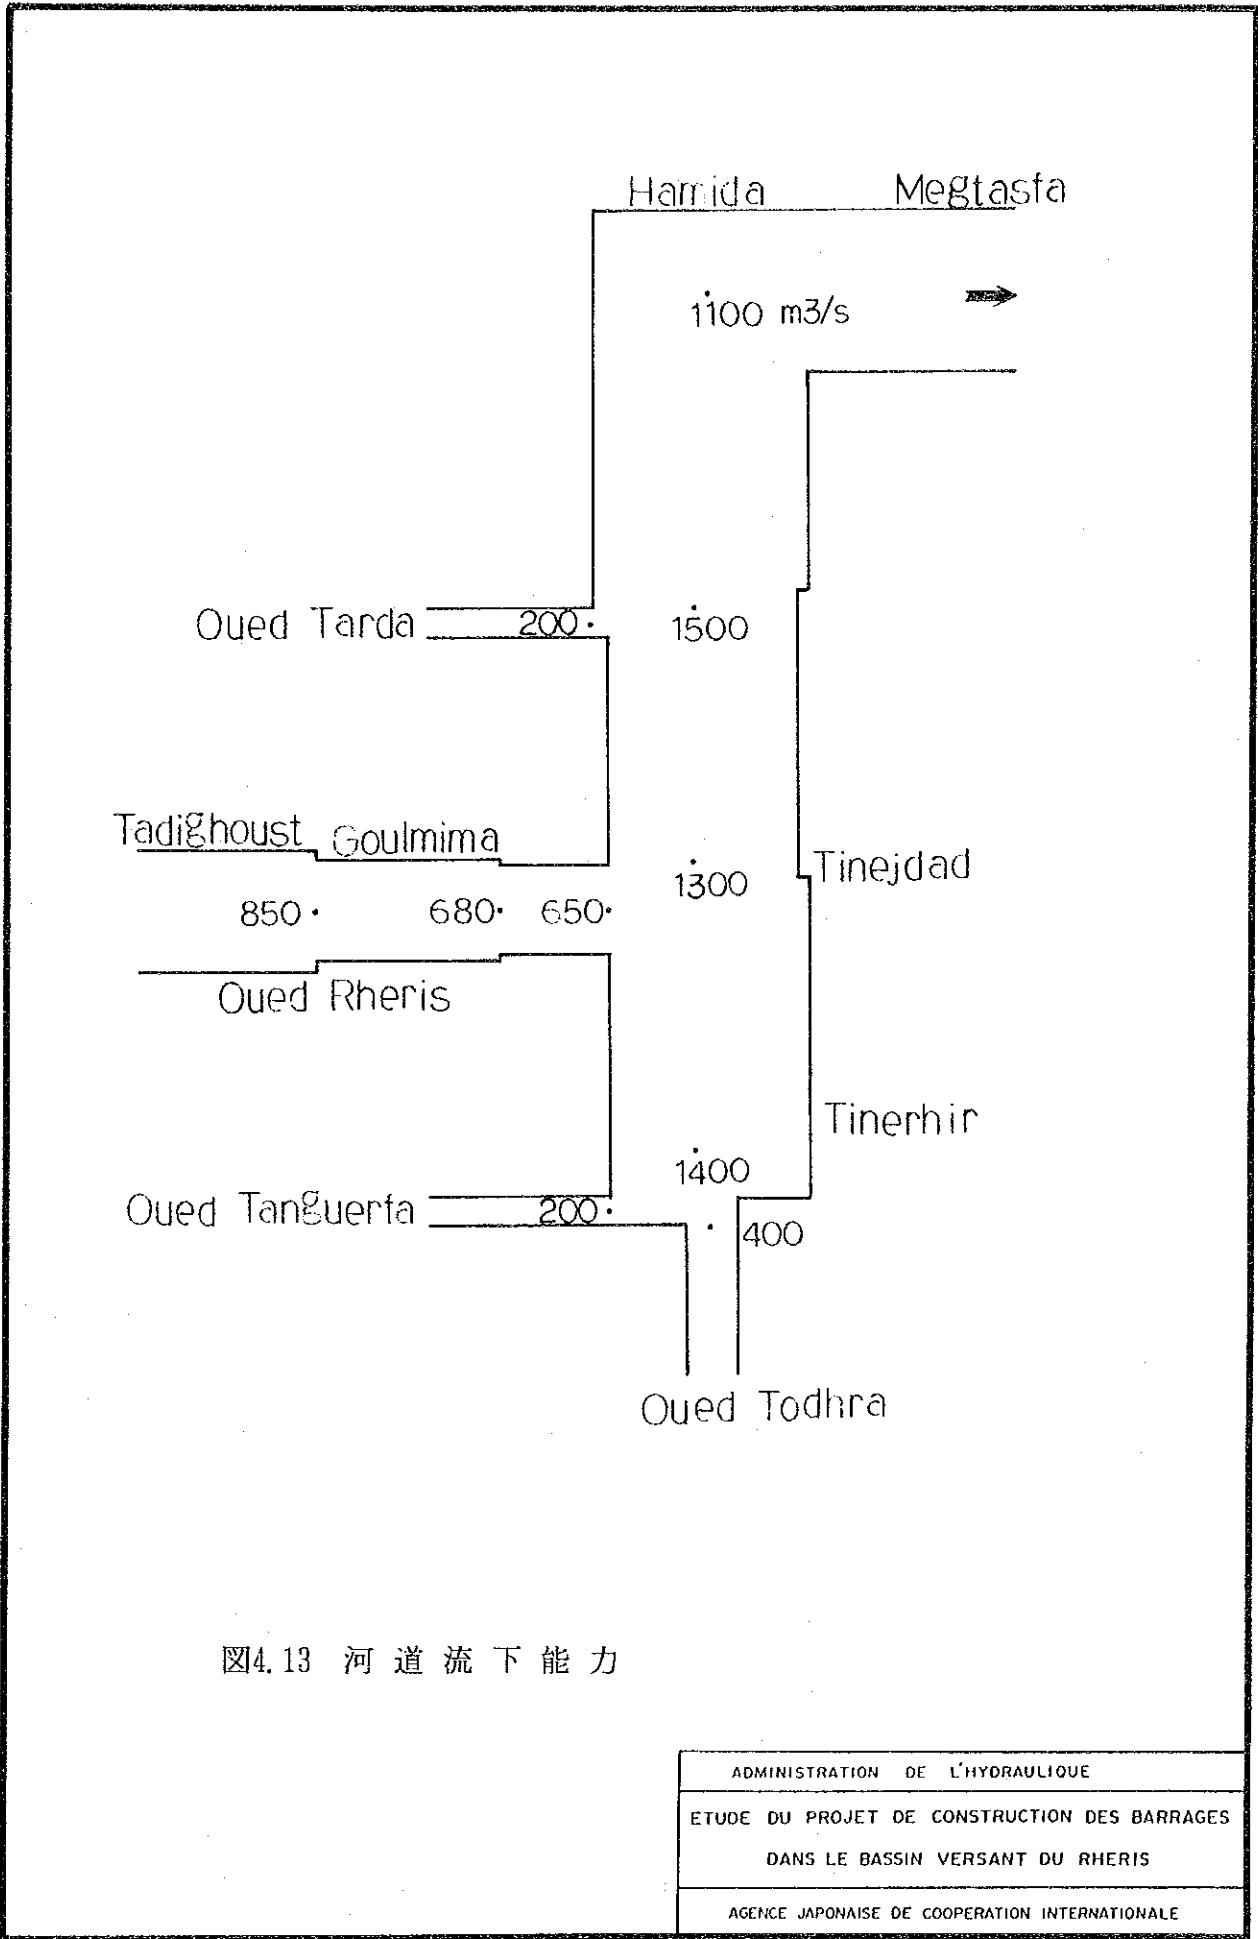 Hamida Megtasfa
1100 m3/s
Oued Tarda 200 1500
Tadighoust Goulmima
1300 Tinejdad
850 680 650
Oued Rheris
Tinerhir
1400
Oued Tanguerfa 200
400
Oued Todhra
図4.13 河道流下能力
ADMINISTRATION DE L'HYDRAULIQUE
ETUDE DU PROJET DE CONSTRUCTION DES BARRAGES
DANS LE BASSIN VERSANT DU RHERIS
AGENCE JAPONAISE DE COOPERATION INTERNATIONALE